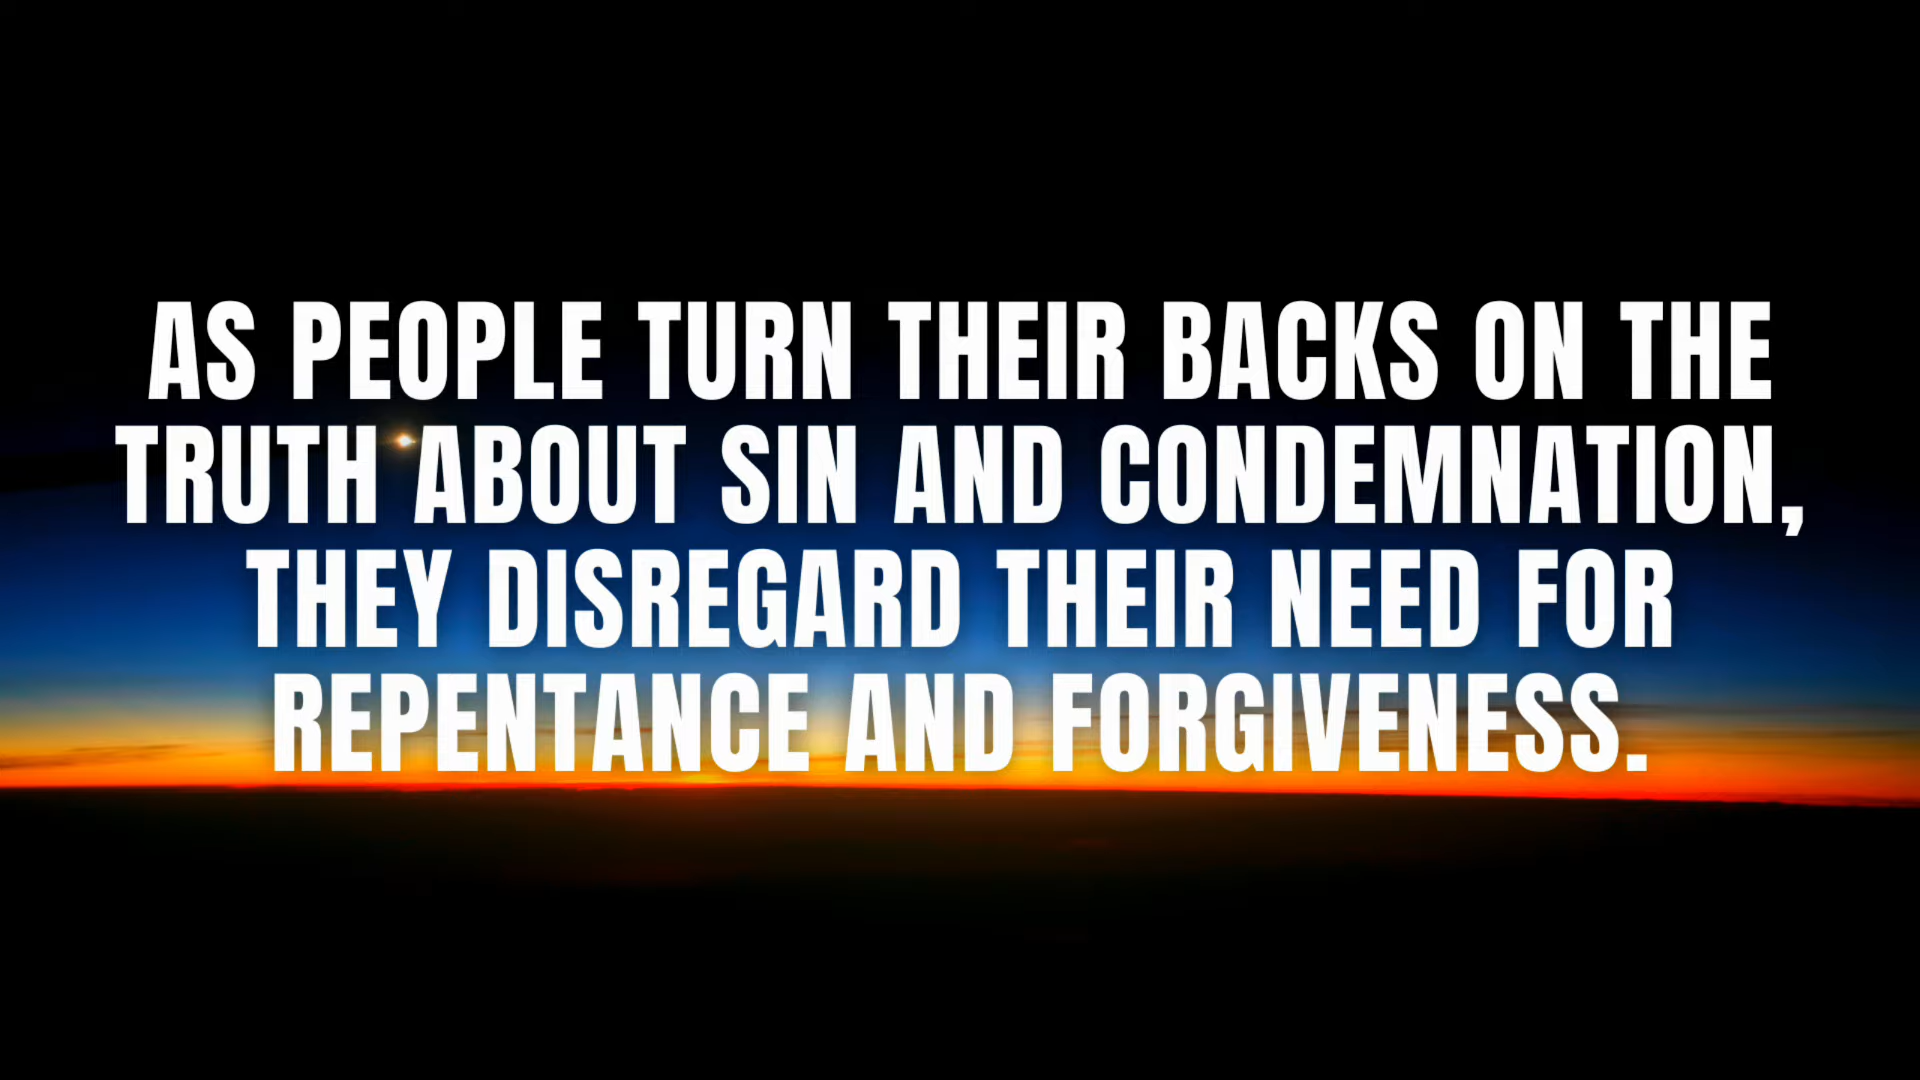 AS PEOPLE TURN THEIR BACKS ON THE
TRUTH ABOUT SIN AND CONDEMNATION,
THEY DISREGARD THEIR NEED FOR
REPENTANCE AND FORGIVENESS.